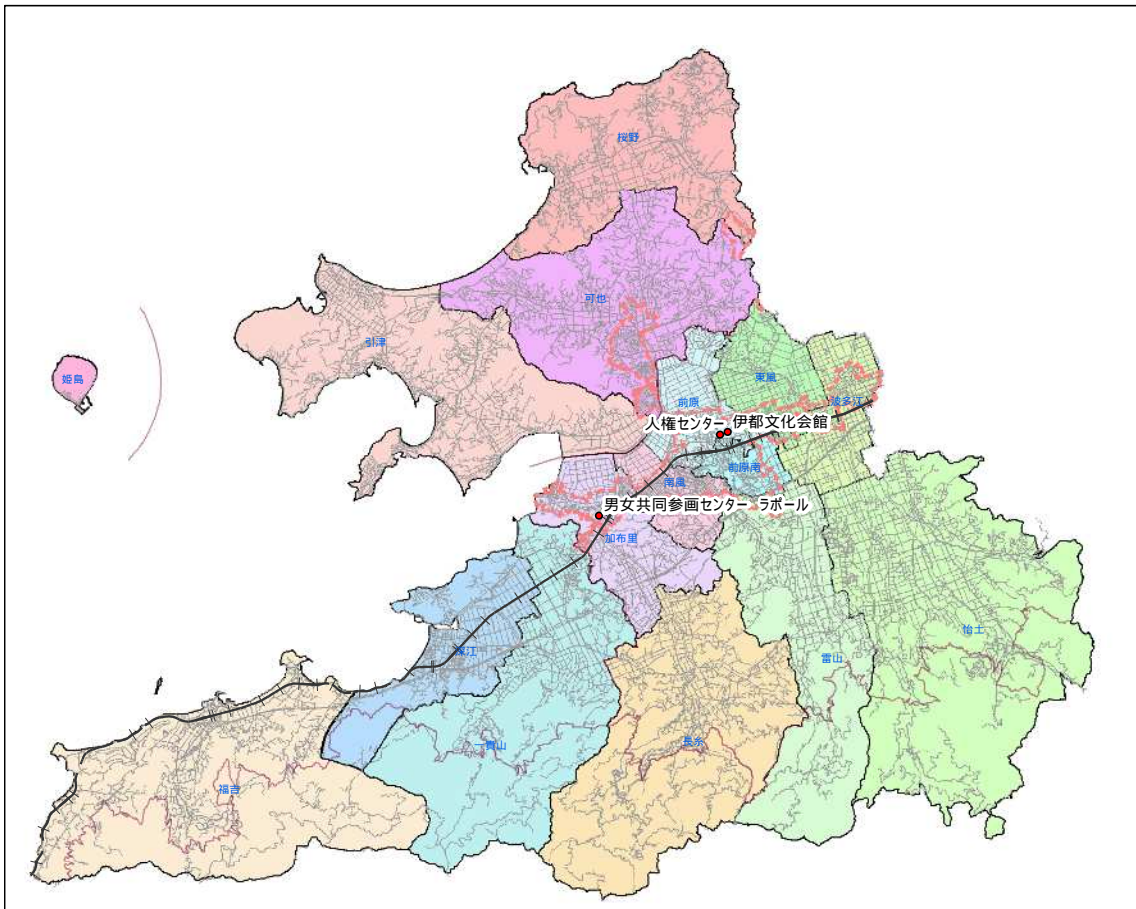 桜野
可也
引津
姫島
東風
波多江
前原
人権センター
伊都文化会館
前原南
南風
男女共同参画センター ラポール
加布里
怡土
深江
雷山
一貴山
長糸
福吉